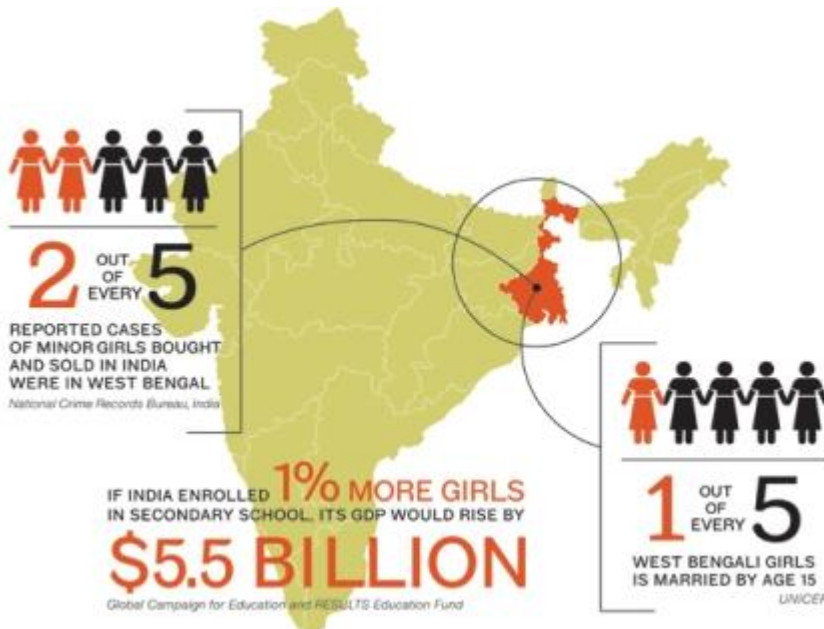 2 OUT OF EVERY 5
REPORTED CASES
OF MINOR GIRLS BOUGHT
AND SOLD IN INDIA
WERE IN WEST BENGAL
National Crime Records Bureau, India
IF INDIA ENROLLED 1% MORE GIRLS
IN SECONDARY SCHOOL, ITS GDP WOULD RISE BY
$5.5 BILLION
Global Campaign for Education and RESULTS Education Fund
1 OUT OF EVERY 5
WEST BENGALI GIRLS
IS MARRIED BY AGE 15
UNICEF